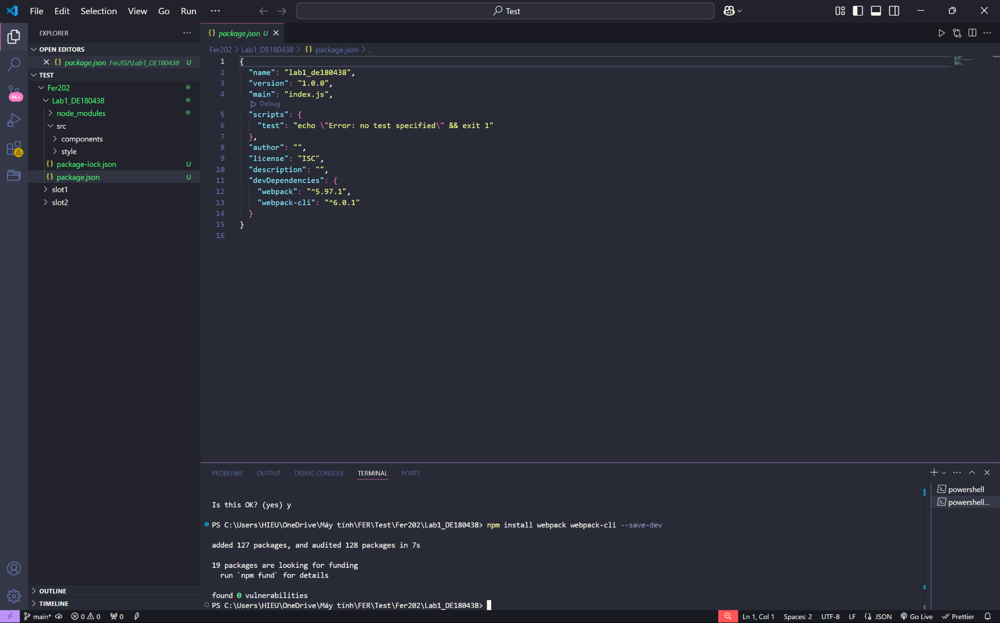 File Edit Selection View Go Run ···
Test
EXPLORER
OPEN EDITORS
package.json Fer202\Lab1_DE180438 U
TEST
Fer202
Lab1_DE180438
node_modules
src
components
style
{} package-lock.json U
{} package.json U
slot1
slot2
OUTLINE
TIMELINE
4K+
{} package.json U
Fer202 > Lab1_DE180438 > {} package.json > ...
1 {
2 "name": "lab1_de180438",
3 "version": "1.0.0",
4 "main": "index.js",
Debug
5 "scripts": {
6 "test": "echo \"Error: no test specified\" && exit 1"
7 },
8 "author": "",
9 "license": "ISC",
10 "description": "",
11 "devDependencies": {
12 "webpack": "^5.97.1",
13 "webpack-cli": "^6.0.1"
14 }
15 }
16
PROBLEMS OUTPUT DEBUG CONSOLE TERMINAL PORTS
Is this OK? (yes) y
PS C:\Users\HIEU\OneDrive\Máy tính\FER\Test\Fer202\Lab1_DE180438> npm install webpack webpack-cli --save-dev
added 127 packages, and audited 128 packages in 7s
19 packages are looking for funding
run `npm fund` for details
found 0 vulnerabilities
PS C:\Users\HIEU\OneDrive\Máy tính\FER\Test\Fer202\Lab1_DE180438>
powershell
powershell...
main* 0 0 0 Ln 1, Col 1 Spaces: 2 UTF-8 LF {} JSON Go Live Prettier